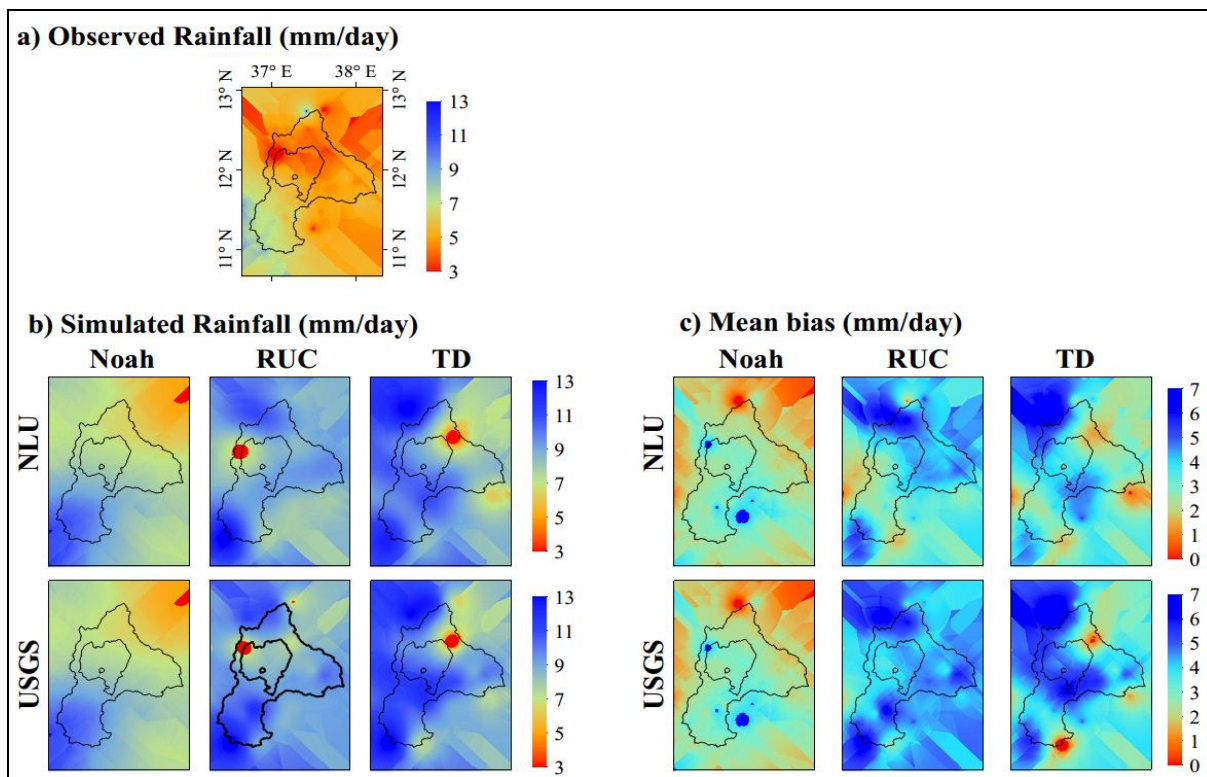 a) Observed Rainfall (mm/day)
37° E 38° E
13° N 13° N
12° N 12° N
11° N 11° N
13
11
9
7
5
3
b) Simulated Rainfall (mm/day)
Noah RUC TD
NLU
13
11
9
7
5
3
USGS
13
11
9
7
5
3
c) Mean bias (mm/day)
Noah RUC TD
NLU
7
6
5
4
3
2
1
0
USGS
7
6
5
4
3
2
1
0